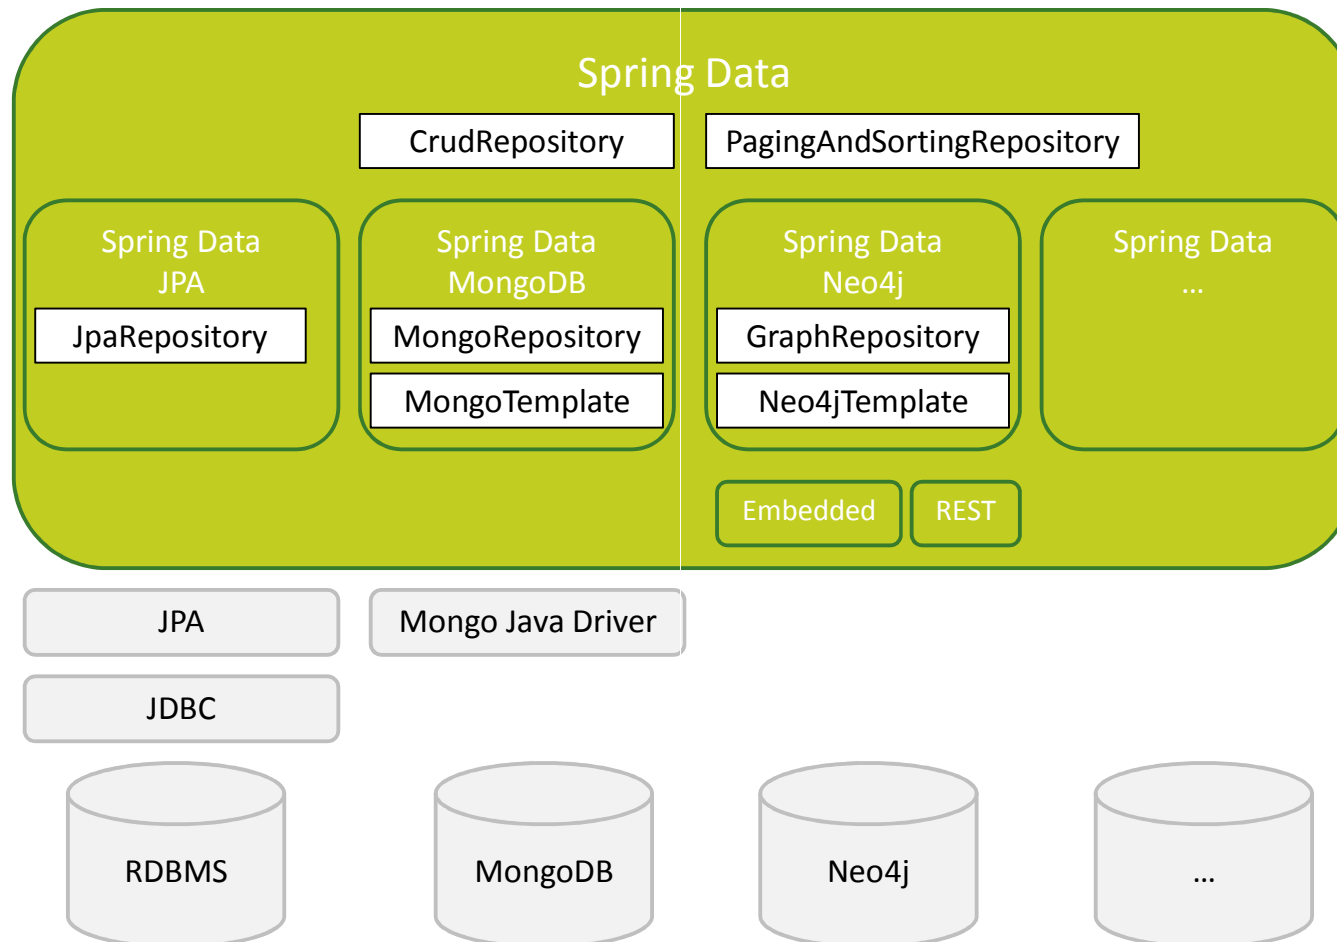 Spring Data
CrudRepository
PagingAndSortingRepository
Spring Data
JPA
JpaRepository
Spring Data
MongoDB
MongoRepository
MongoTemplate
Spring Data
Neo4j
GraphRepository
Neo4jTemplate
Spring Data
...
Embedded
REST
JPA
Mongo Java Driver
JDBC
RDBMS
MongoDB
Neo4j
...